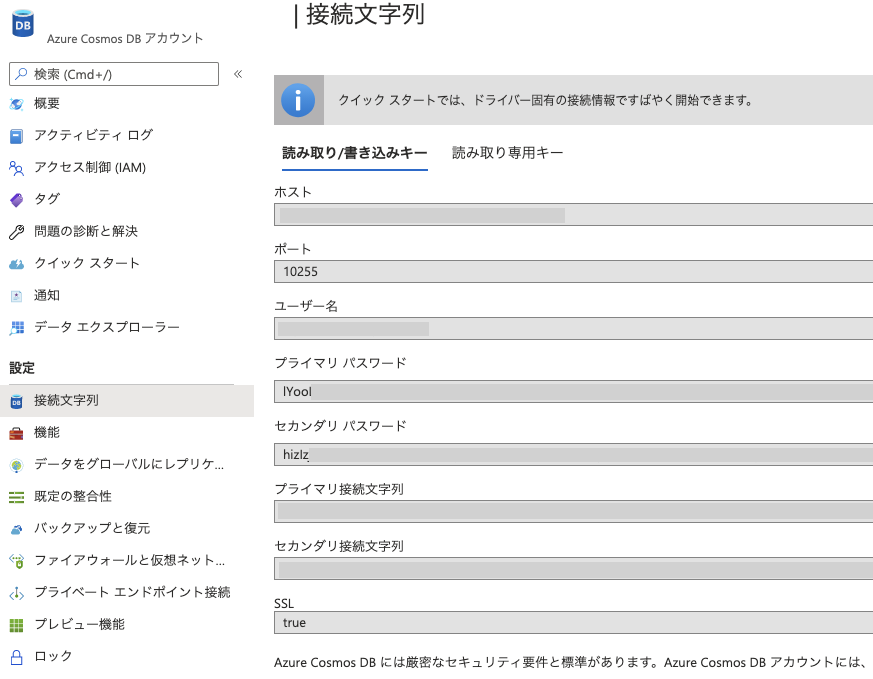 DB
Azure Cosmos DB アカウント
検索 (Cmd+/)
«
概要
アクティビティ ログ
アクセス制御 (IAM)
タグ
問題の診断と解決
クイック スタート
通知
データ エクスプローラー
設定
接続文字列
機能
データをグローバルにレプリケ...
既定の整合性
バックアップと復元
ファイアウォールと仮想ネット...
プライベート エンドポイント接続
プレビュー機能
ロック
| 接続文字列
クイック スタートでは、ドライバー固有の接続情報ですばやく開始できます。
読み取り/書き込みキー 読み取り専用キー
ホスト
ポート
10255
ユーザー名
プライマリ パスワード
セカンダリ パスワード
プライマリ接続文字列
セカンダリ接続文字列
SSL
true
Azure Cosmos DB には厳密なセキュリティ要件と標準があります。Azure Cosmos DB アカウントには、